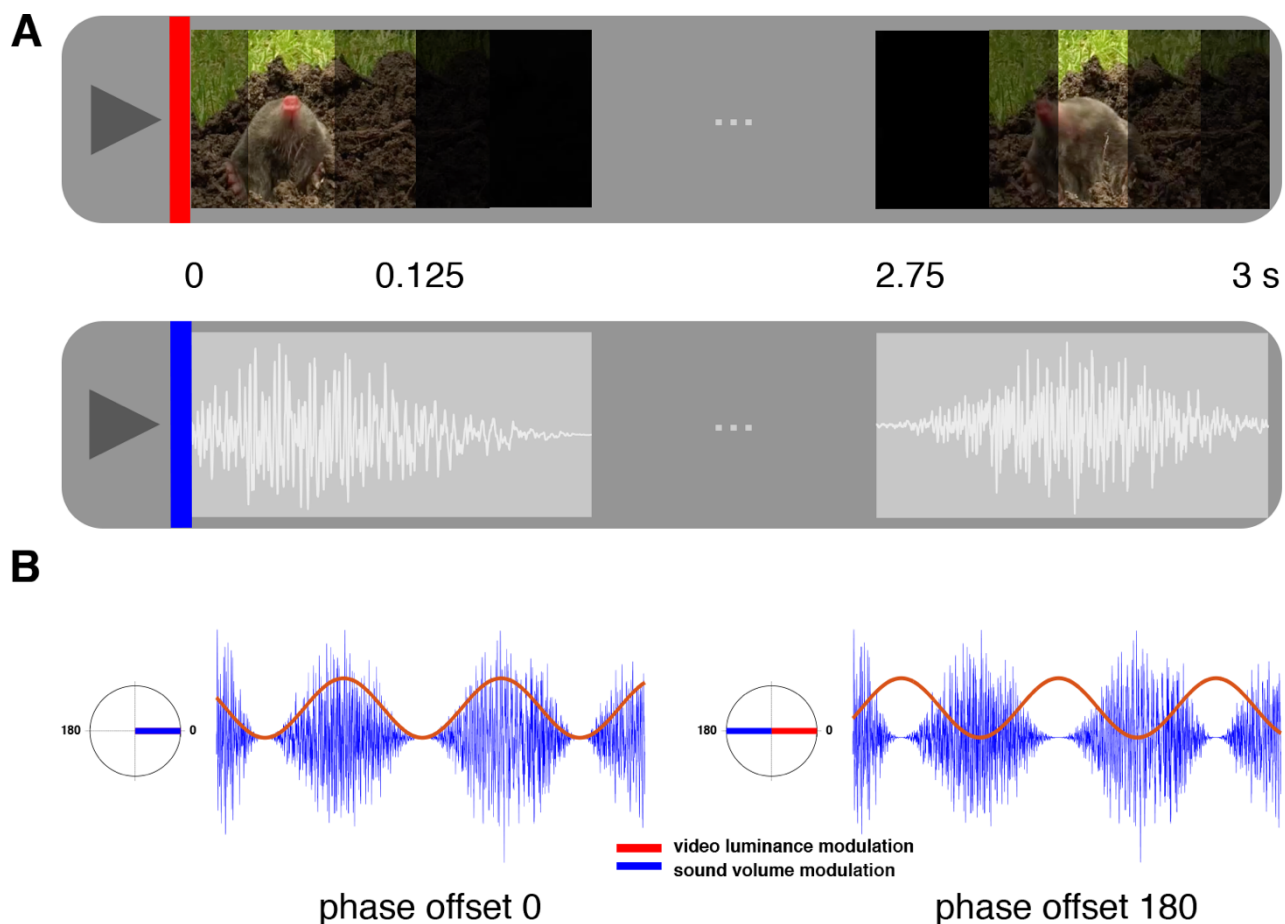 A
...
0 0.125 2.75 3 s
...
B
180 0 180 0
video luminance modulation
sound volume modulation
phase offset 0 phase offset 180